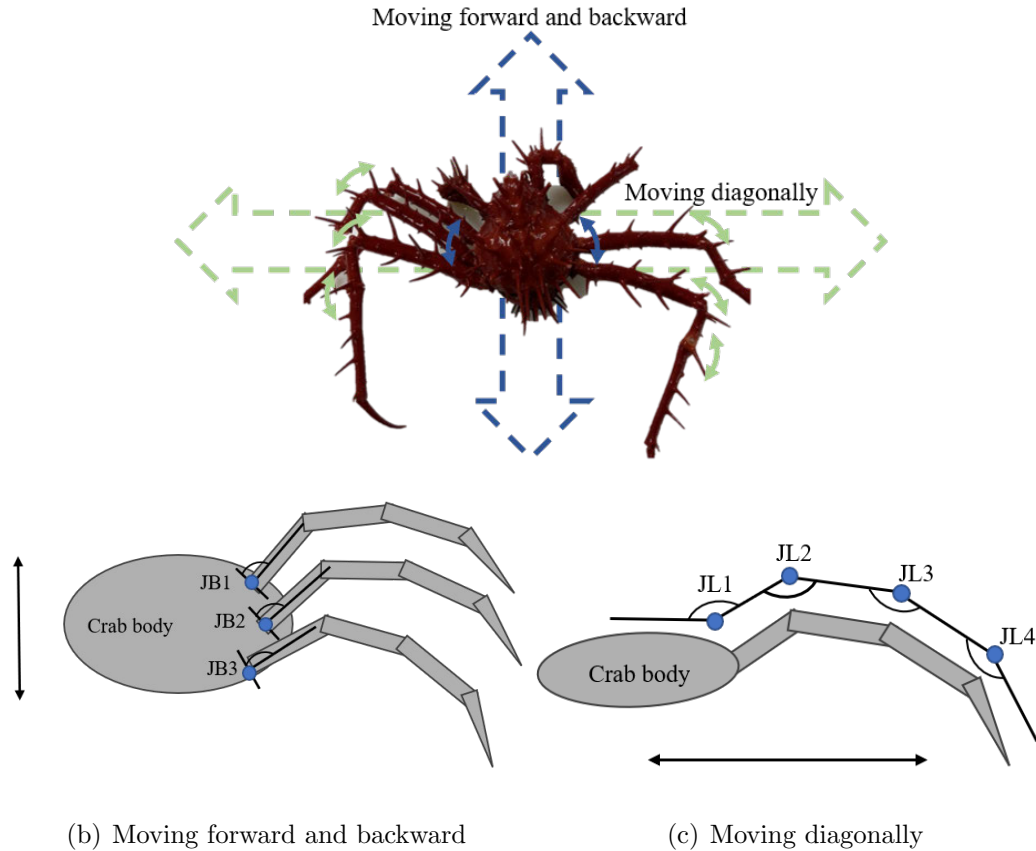 Moving forward and backward
Moving diagonally
JB1
JB2
JB3
Crab body
JL1
JL2
JL3
JL4
Crab body
(b) Moving forward and backward
(c) Moving diagonally